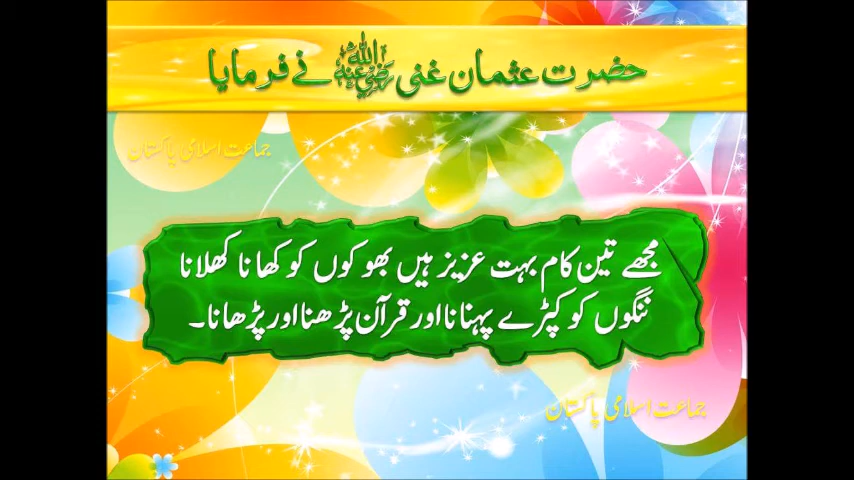 حضرت عثمان غنی رضی اللہ عنہ نے فرمایا
جماعت اسلامی پاکستان
مجھے تین کام بہت عزیز ہیں بھوکوں کو کھانا کھلانا
ننگوں کو کپڑے پہنانا اور قرآن پڑھنا اور پڑھانا۔
جماعت اسلامی پاکستان